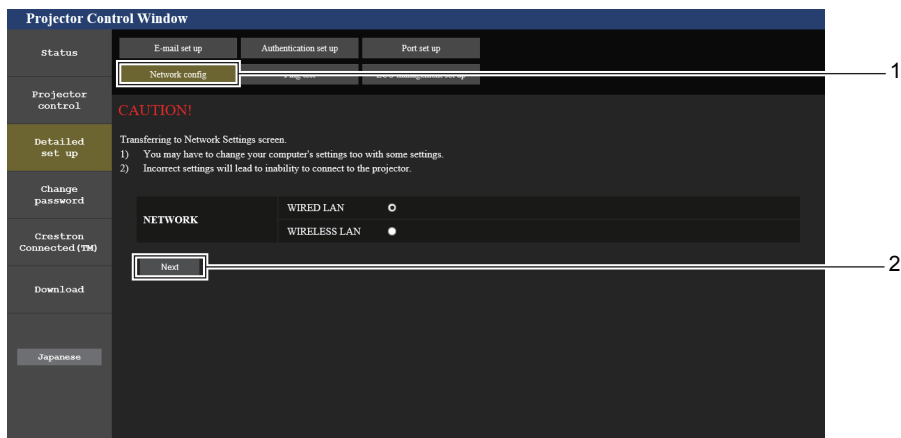 Projector Control Window
Status
E-mail set up
Authentication set up
Port set up
Network config
1
Projector
control
CAUTION!
Detailed
set up
Transferring to Network Settings screen.
1) You may have to change your computer's settings too with some settings.
2) Incorrect settings will lead to inability to connect to the projector.
Change
password
NETWORK
WIRED LAN
WIRELESS LAN
Crestron
Connected(TM)
Next
2
Download
Japanese